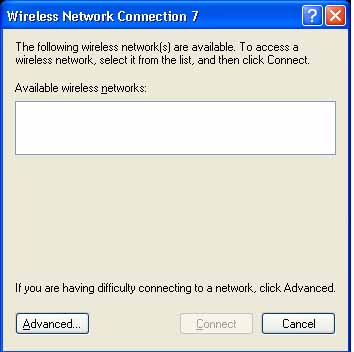 Wireless Network Connection 7
?
The following wireless network(s) are available. To access a
wireless network, select it from the list, and then click Connect.
Available wireless networks:
If you are having difficulty connecting to a network, click Advanced.
Advanced... Connect Cancel